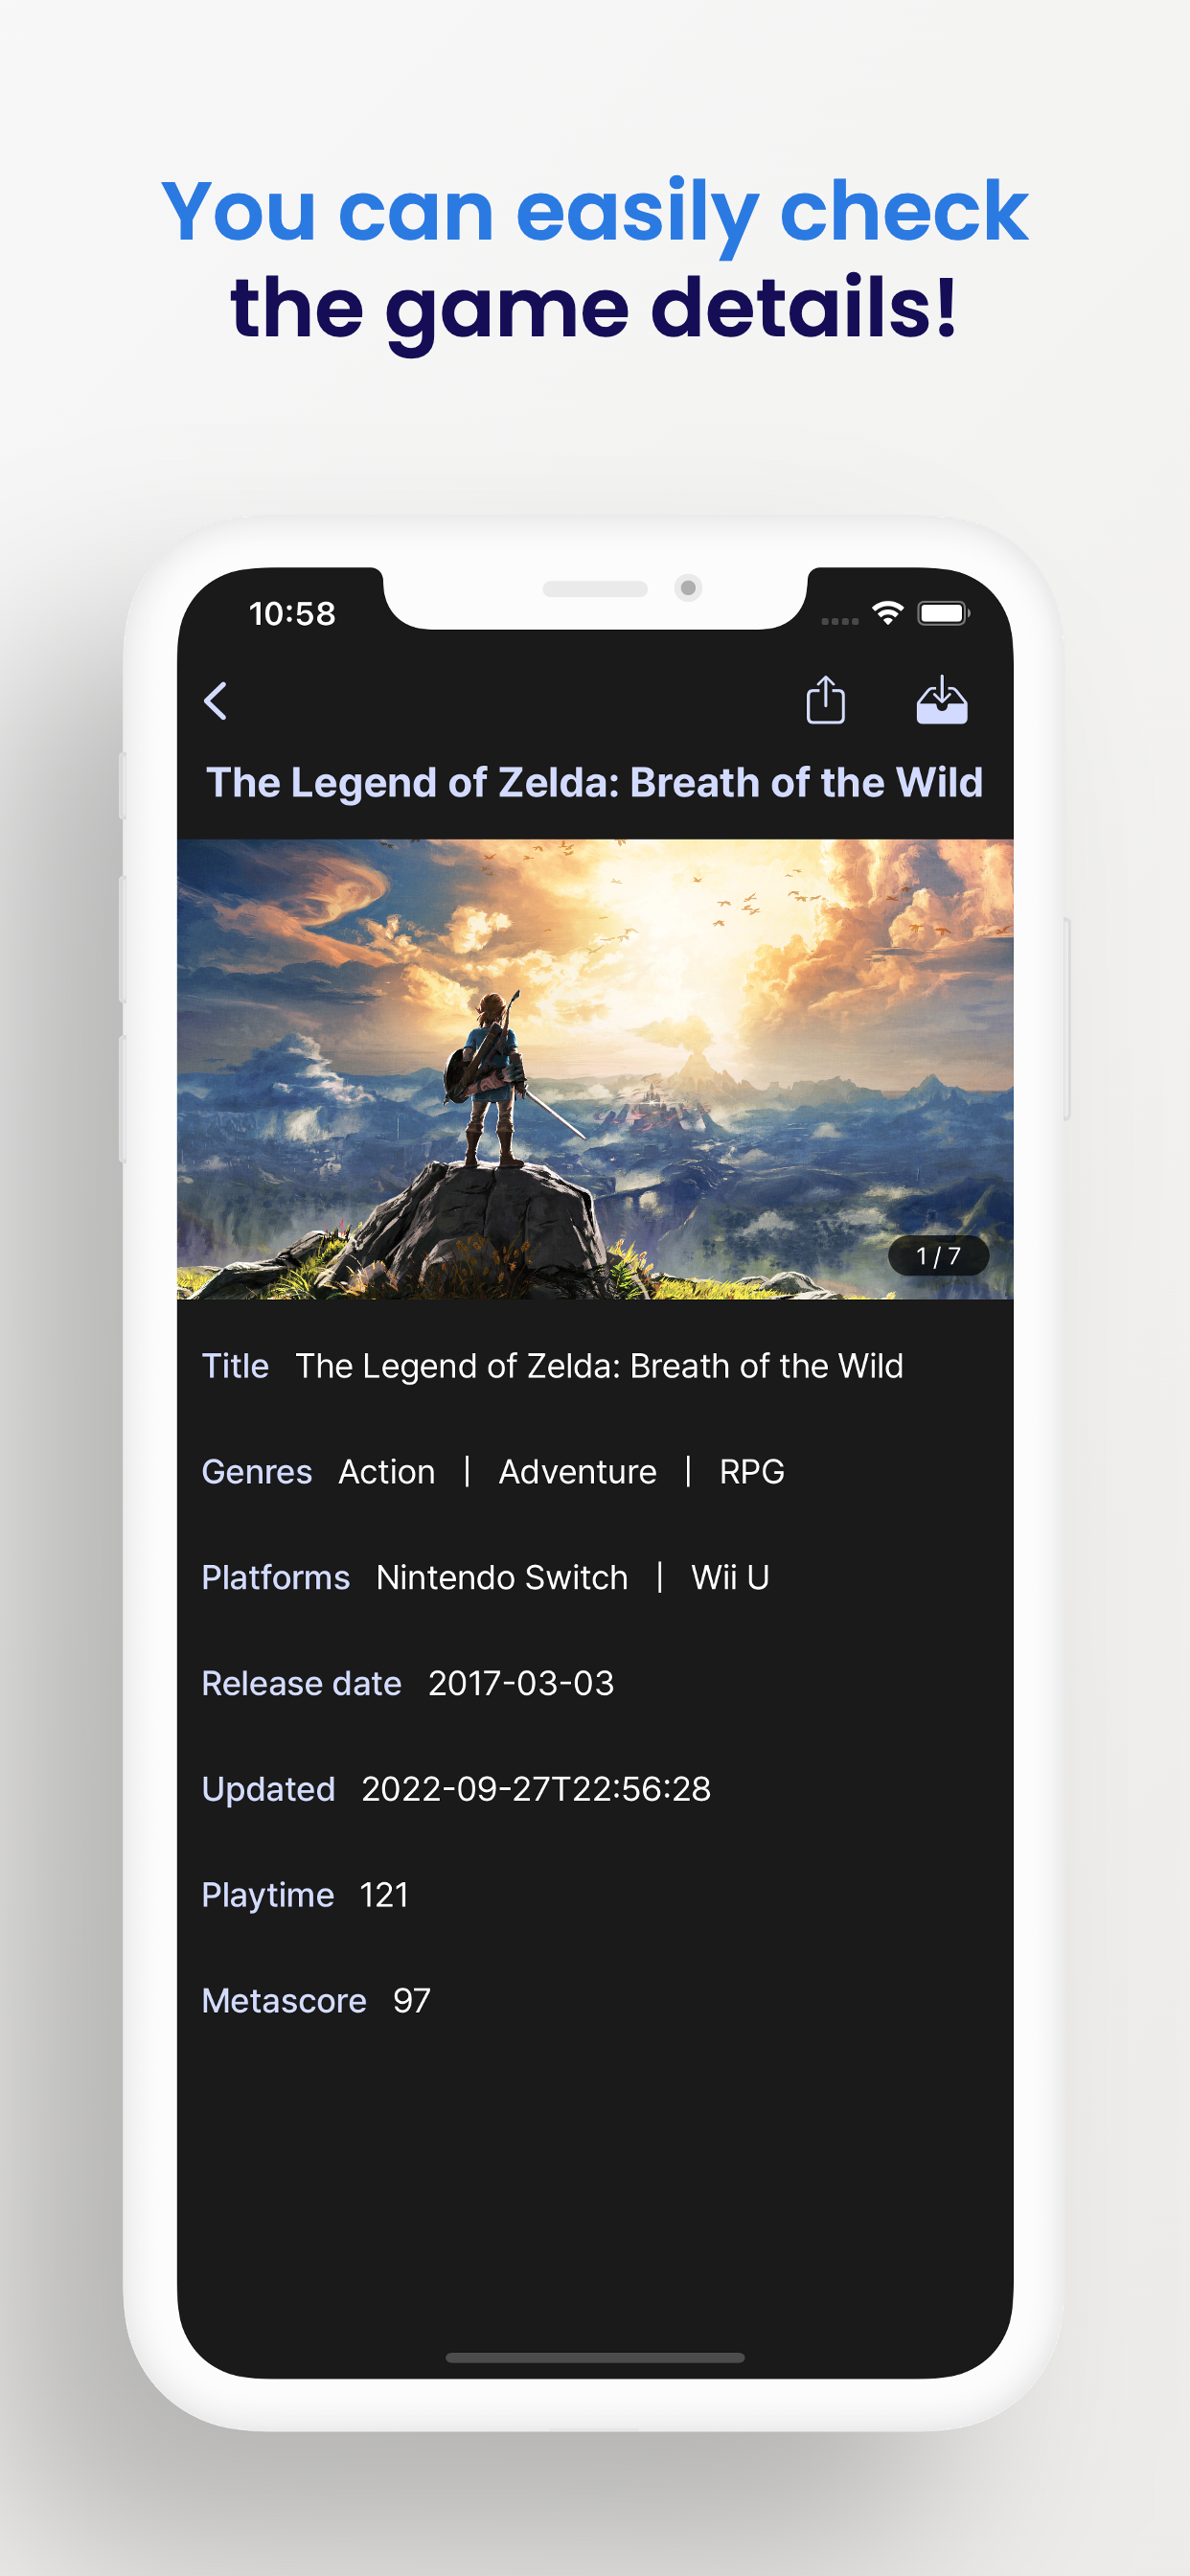 You can easily check
the game details!
10:58
The Legend of Zelda: Breath of the Wild
1 / 7
Title The Legend of Zelda: Breath of the Wild
Genres Action | Adventure | RPG
Platforms Nintendo Switch | Wii U
Release date 2017-03-03
Updated 2022-09-27T22:56:28
Playtime 121
Metascore 97